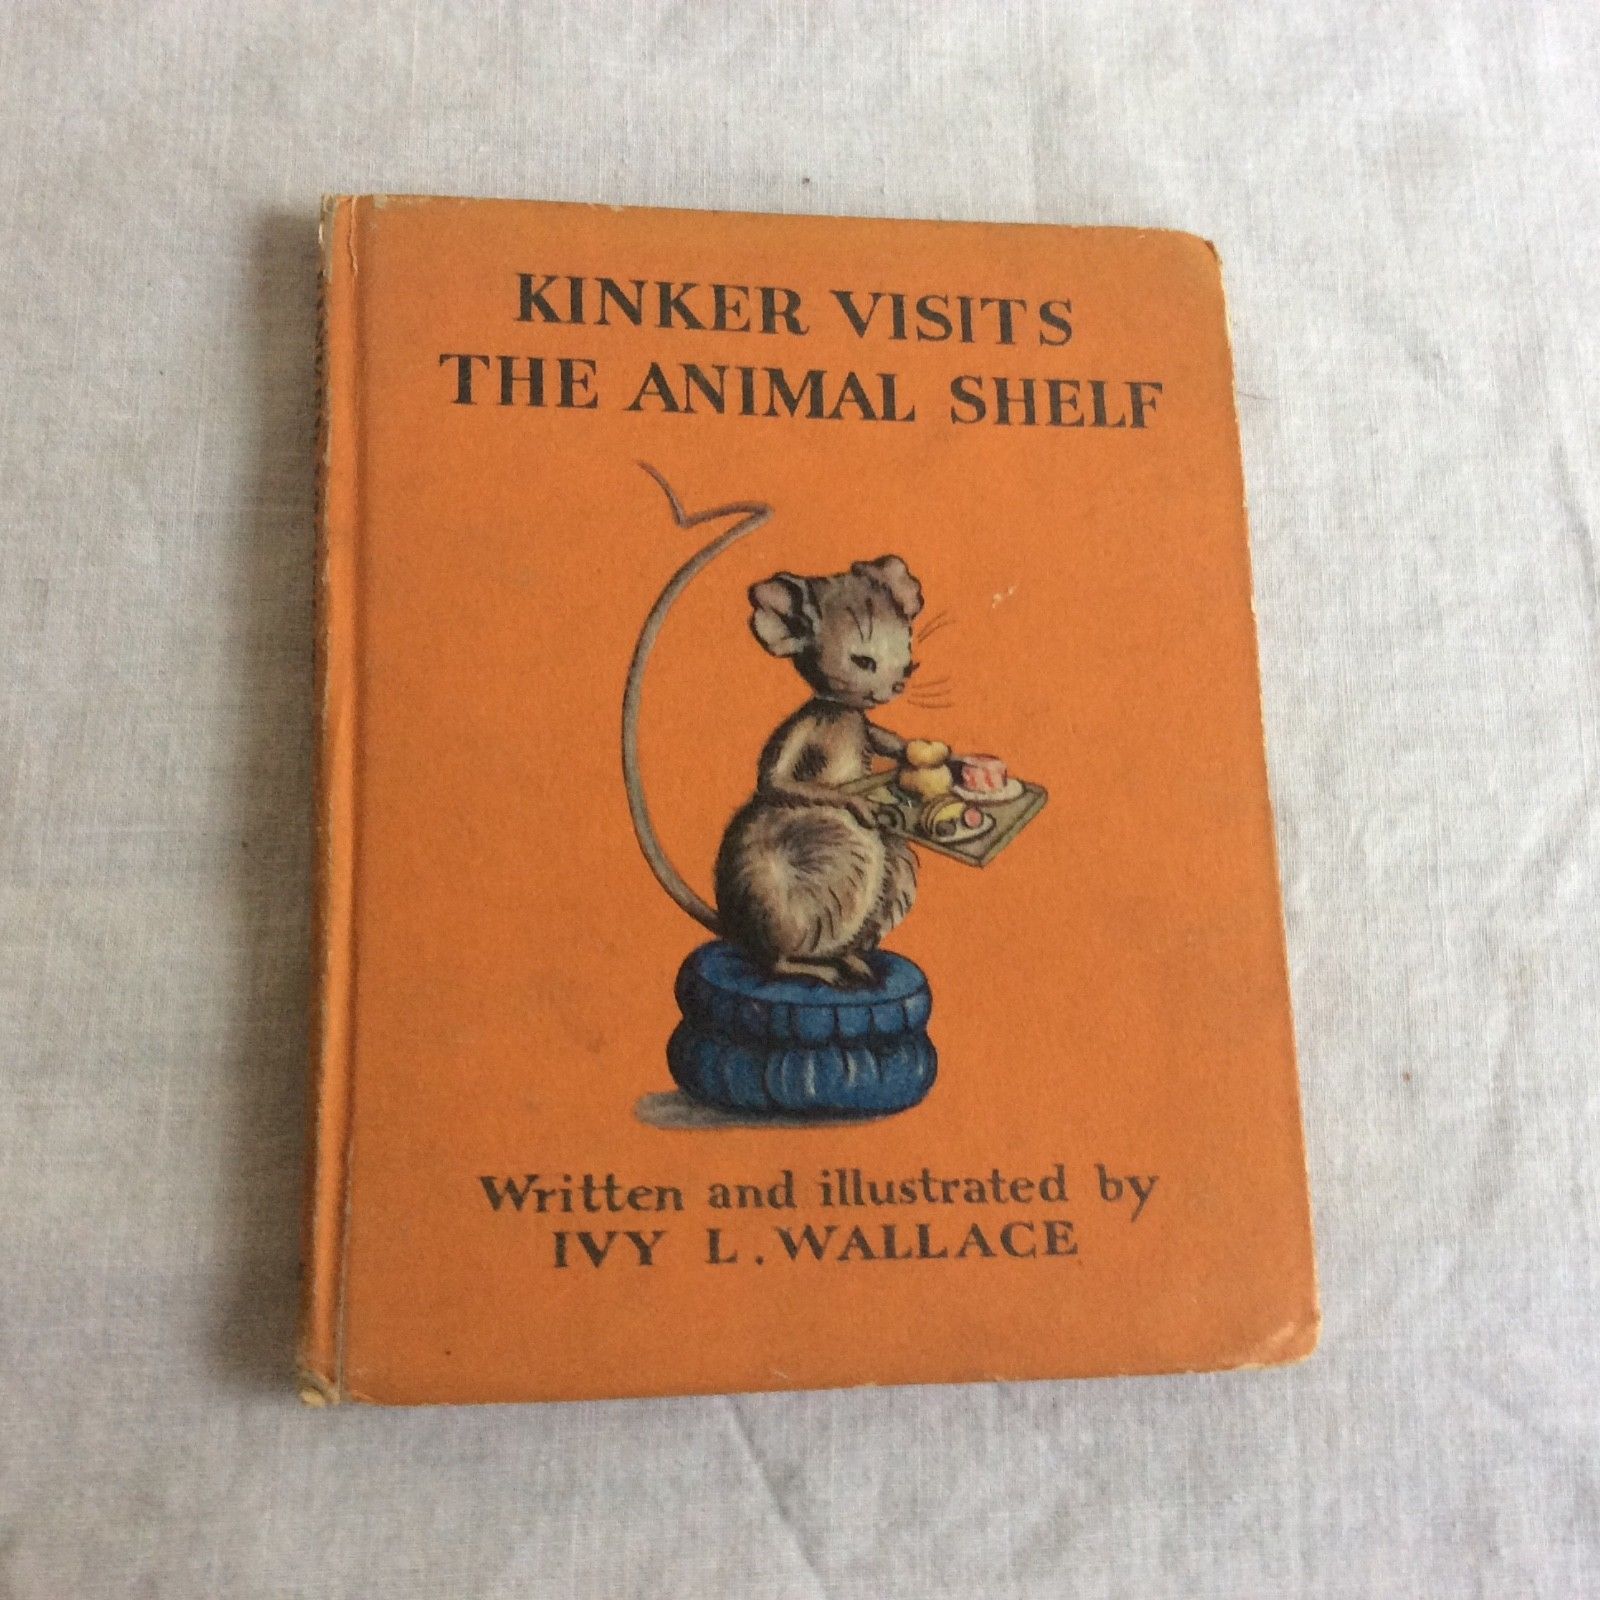 KINKER VISITS
THE ANIMAL SHELF
Written and illustrated by
IVY L. WALLACE